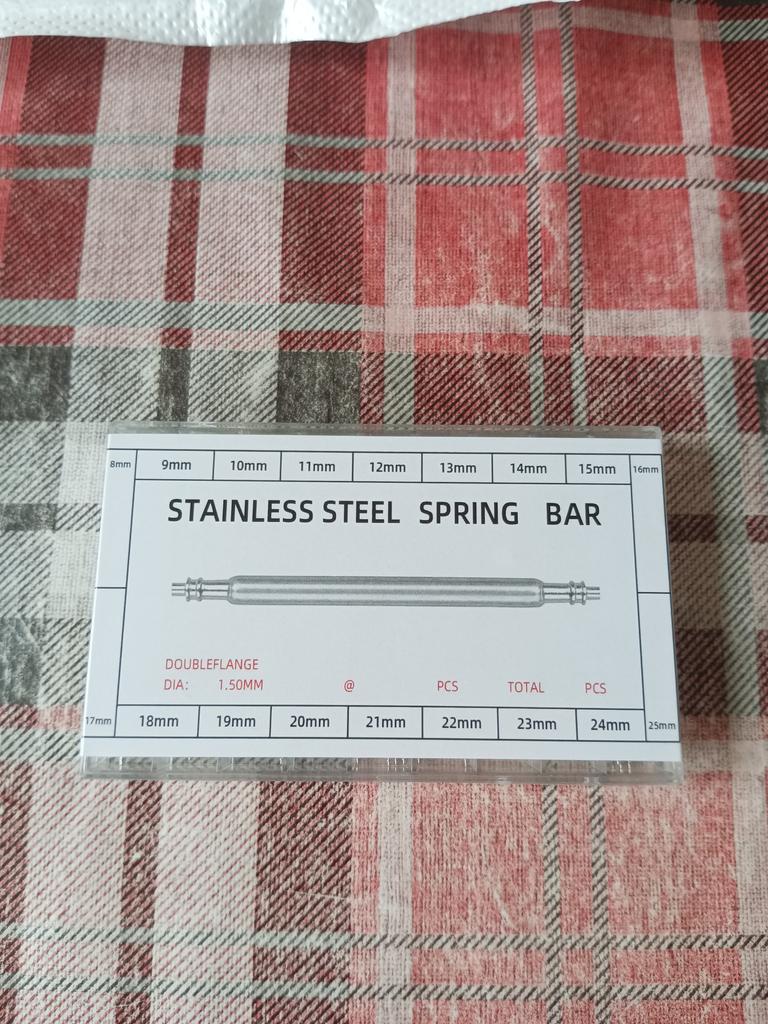 8mm 9mm 10mm 11mm 12mm 13mm 14mm 15mm 16mm
STAINLESS STEEL SPRING BAR
DOUBLEFLANGE
DIA: 1.50MM @ PCS TOTAL PCS
17mm 18mm 19mm 20mm 21mm 22mm 23mm 24mm 25mm